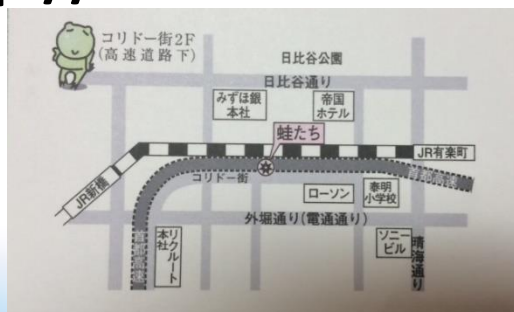 コリドー街2F
(高速道路下)
日比谷公園
日比谷通り
みずほ銀
本社
帝国
ホテル
蛙たち
JR有楽町
コリドー街
JR新橋
ローソン
泰明
小学校
外堀通り(電通通り)
リクルート
本社
ソニー
ビル
晴海通り